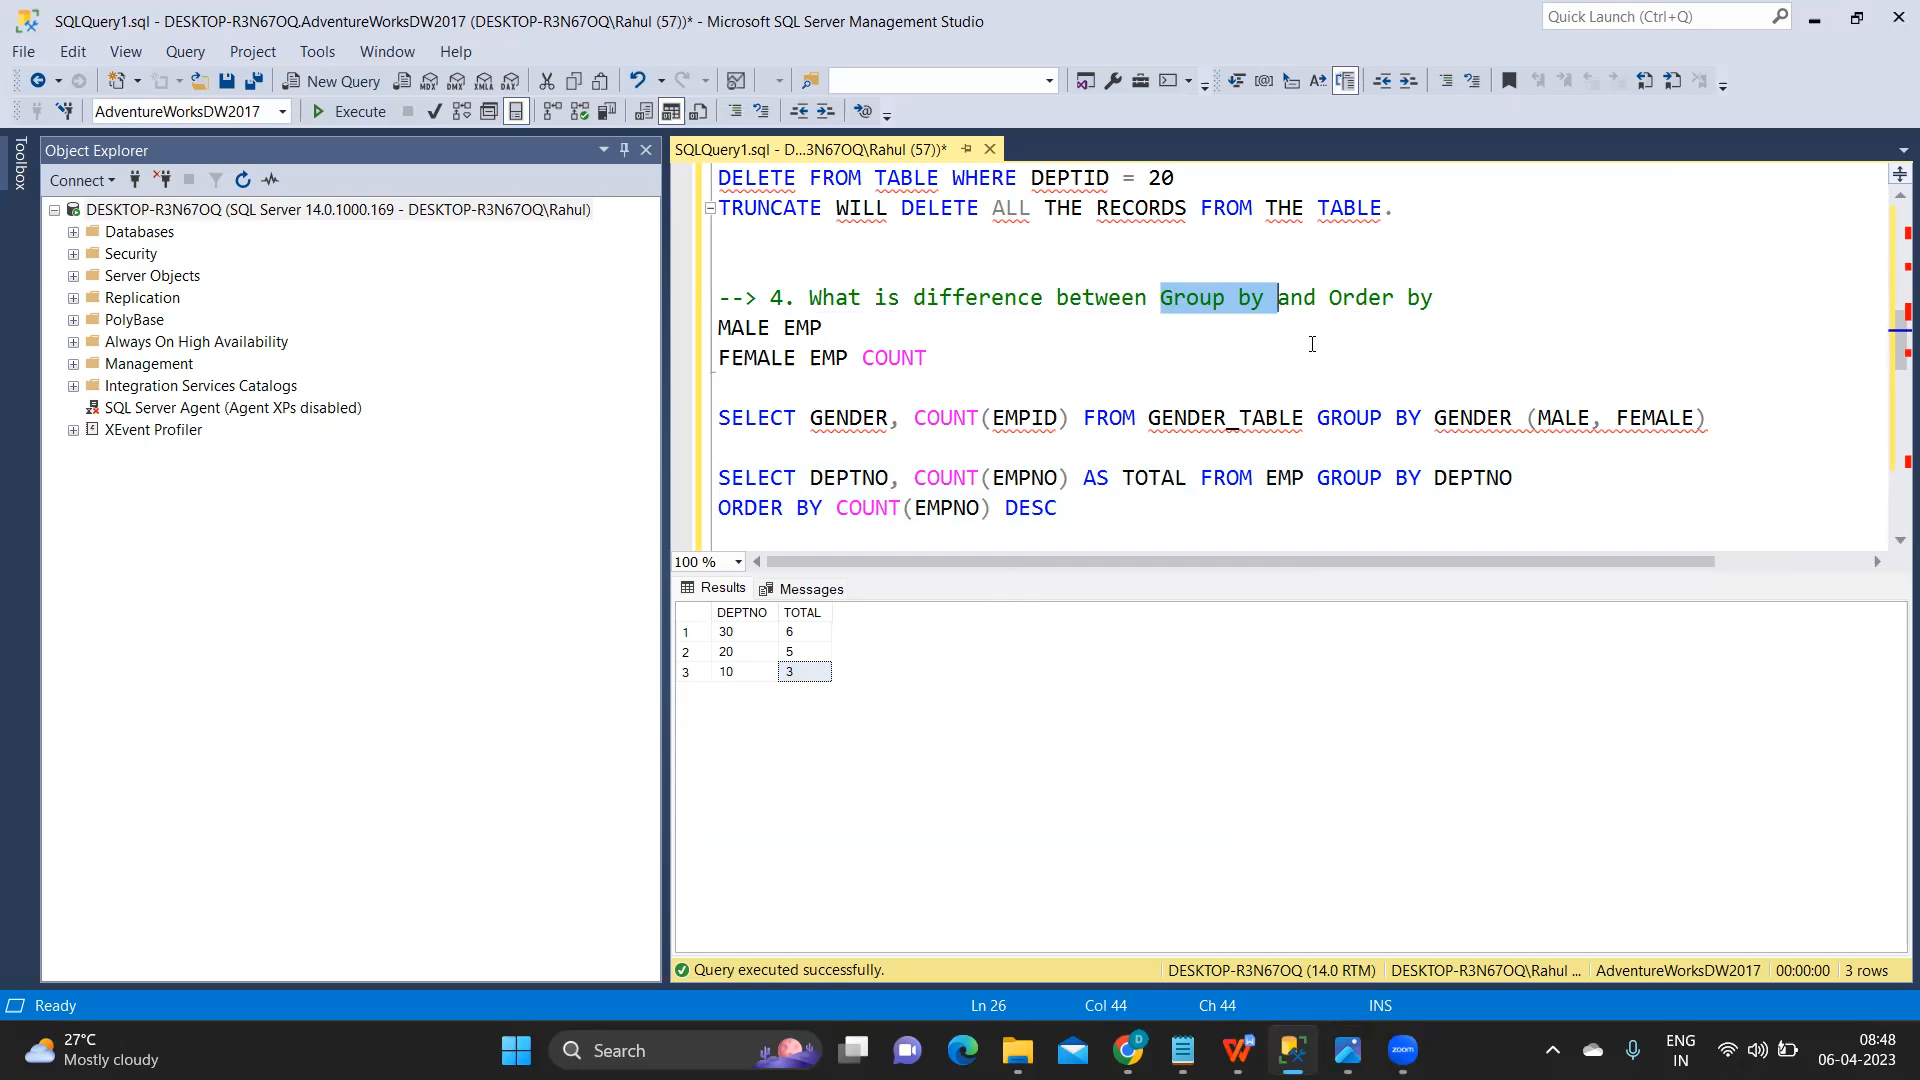 SQLQuery1.sql - DESKTOP-R3N67OQ.AdventureWorksDW2017 (DESKTOP-R3N67OQ\Rahul (57))* - Microsoft SQL Server Management Studio
Quick Launch (Ctrl+Q)
File Edit View Query Project Tools Window Help
New Query
MDX DMX XMLA DAX
AdventureWorksDW2017 Execute
Toolbox
Object Explorer
Connect
DESKTOP-R3N67OQ (SQL Server 14.0.1000.169 - DESKTOP-R3N67OQ\Rahul)
Databases
Security
Server Objects
Replication
PolyBase
Always On High Availability
Management
Integration Services Catalogs
SQL Server Agent (Agent XPs disabled)
XEvent Profiler
SQLQuery1.sql - D...3N67OQ\Rahul (57))*
DELETE FROM TABLE WHERE DEPTID = 20
TRUNCATE WILL DELETE ALL THE RECORDS FROM THE TABLE.
--> 4. What is difference between Group by and Order by
MALE EMP
FEMALE EMP COUNT
SELECT GENDER, COUNT(EMPID) FROM GENDER_TABLE GROUP BY GENDER (MALE, FEMALE)
SELECT DEPTNO, COUNT(EMPNO) AS TOTAL FROM EMP GROUP BY DEPTNO
ORDER BY COUNT(EMPNO) DESC
100 %
Results Messages
DEPTNO TOTAL
1 30 6
2 20 5
3 10 3
Query executed successfully. DESKTOP-R3N67OQ (14.0 RTM) DESKTOP-R3N67OQ\Rahul ... AdventureWorksDW2017 00:00:00 3 rows
Ready Ln 26 Col 44 Ch 44 INS
27°C
Mostly cloudy
Search
D
zoom
ENG
IN
08:48
06-04-2023